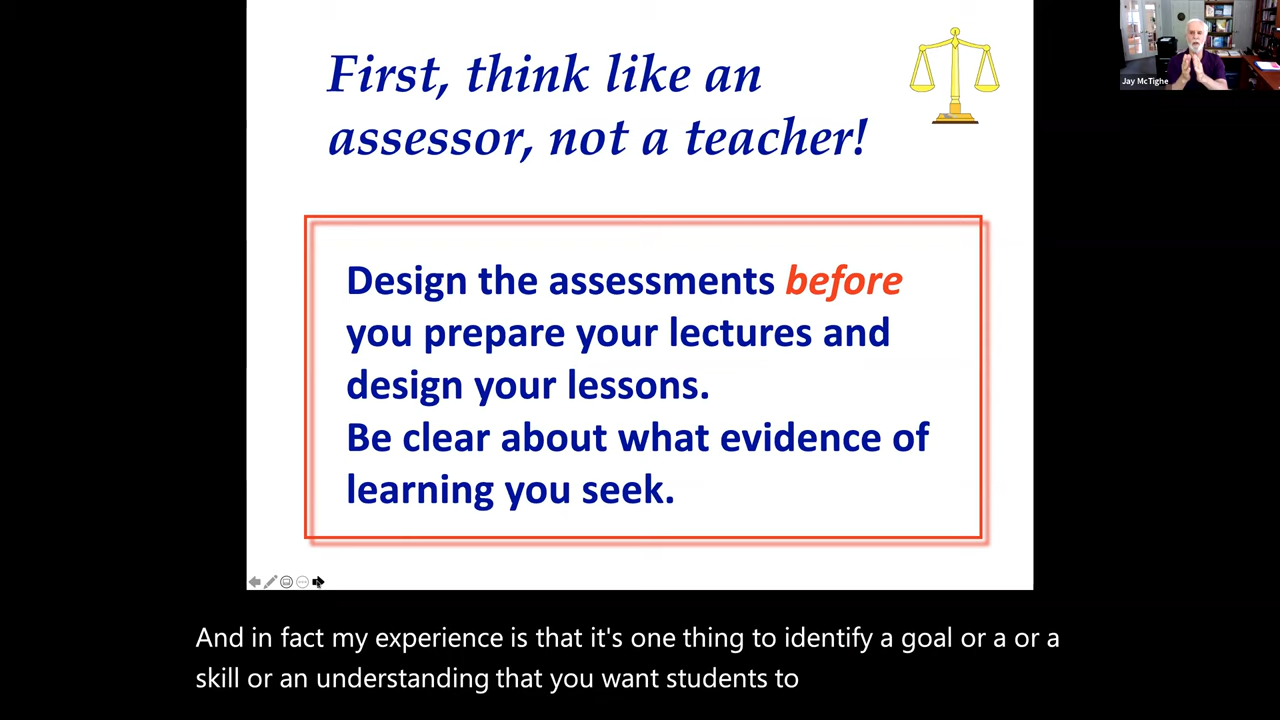 First, think like an
assessor, not a teacher!
Jay McTighe
Design the assessments before
you prepare your lectures and
design your lessons.
Be clear about what evidence of
learning you seek.
And in fact my experience is that it's one thing to identify a goal or a or a
skill or an understanding that you want students to